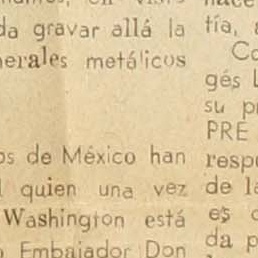 da gravar allá la
nerales metálicos
os de México han
quien una vez
Washington está
Embajador Don
tía,
Co
gés
su p
PRE
resp
de la
es
da p